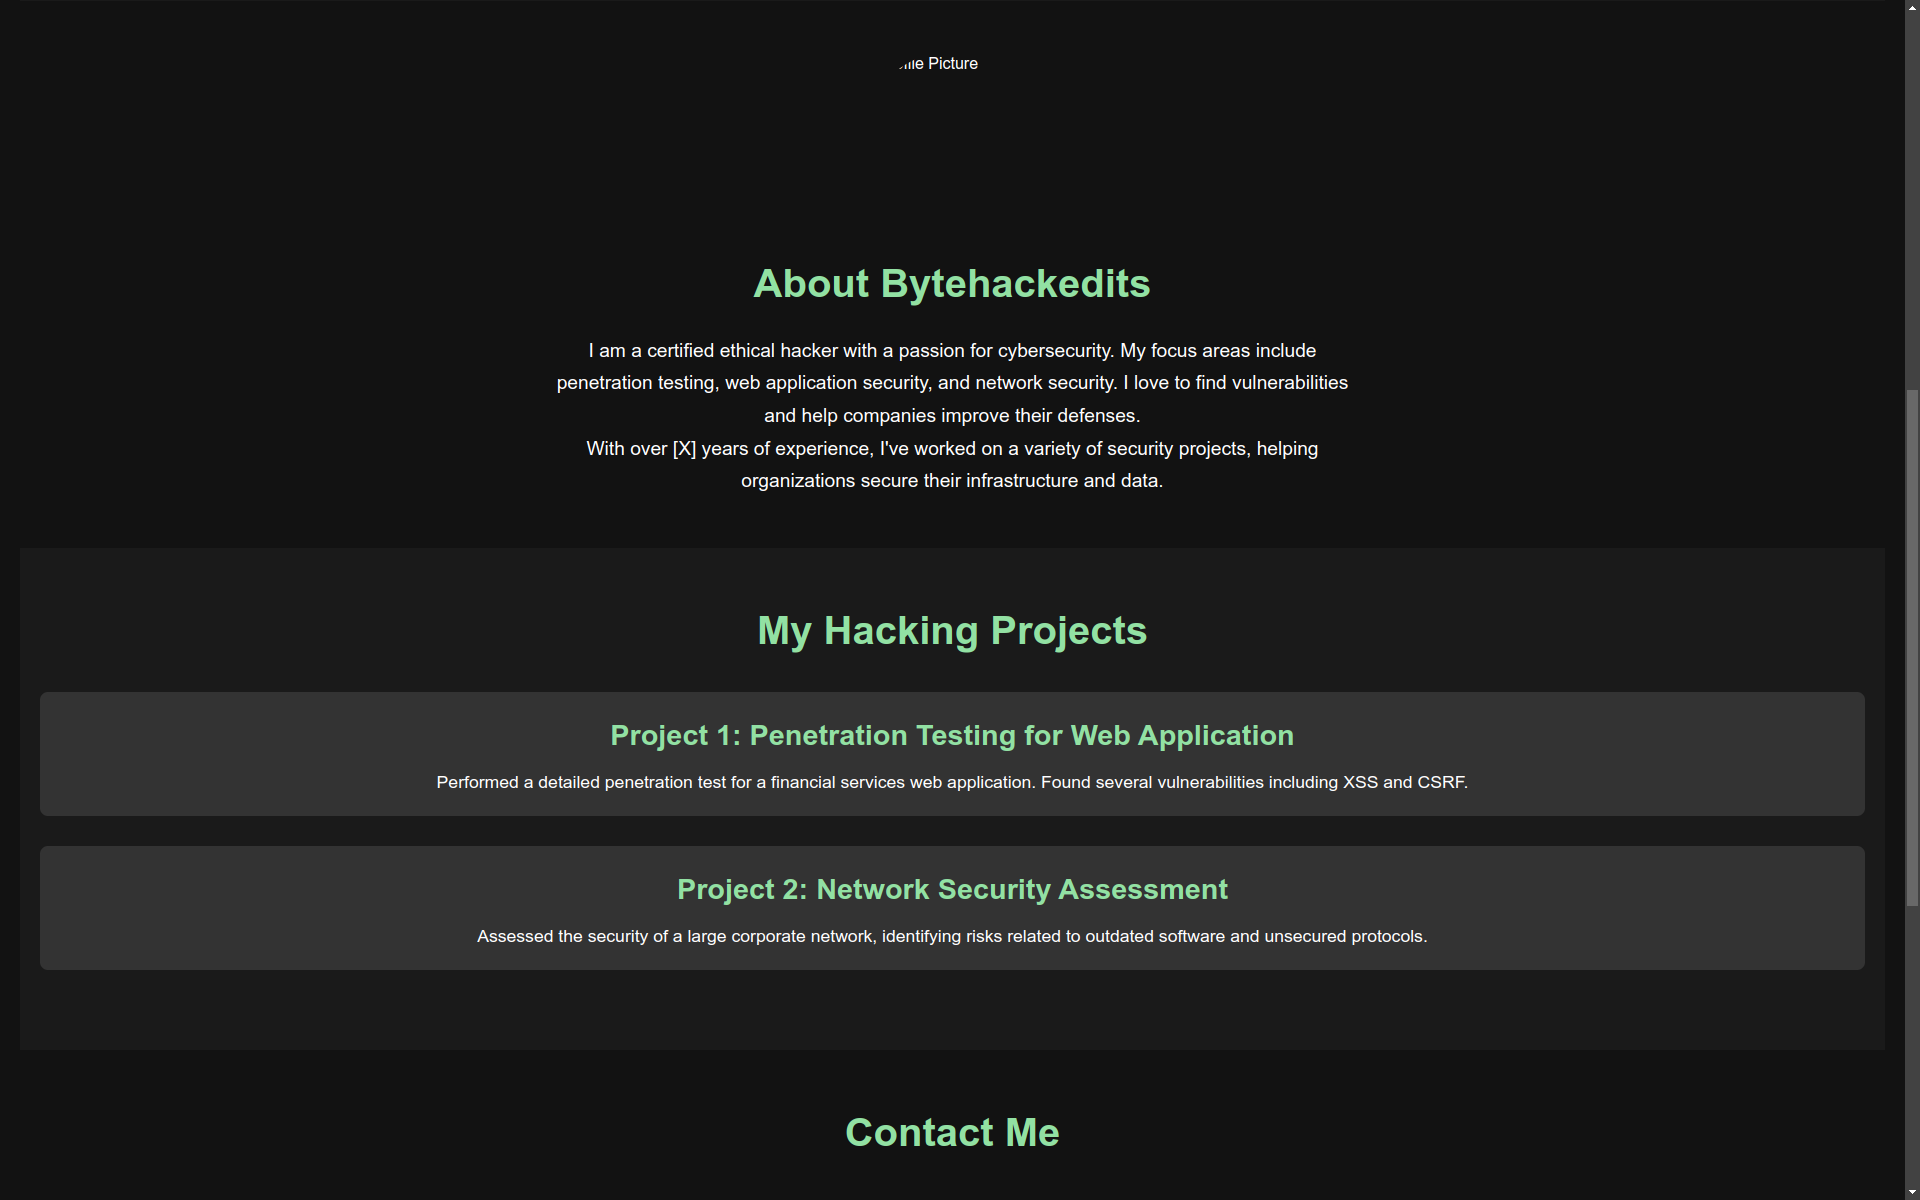 Picture
About Bytehackedits
I am a certified ethical hacker with a passion for cybersecurity. My focus areas include
penetration testing, web application security, and network security. I love to find vulnerabilities
and help companies improve their defenses.
With over [X] years of experience, I've worked on a variety of security projects, helping
organizations secure their infrastructure and data.
My Hacking Projects
Project 1: Penetration Testing for Web Application
Performed a detailed penetration test for a financial services web application. Found several vulnerabilities including XSS and CSRF.
Project 2: Network Security Assessment
Assessed the security of a large corporate network, identifying risks related to outdated software and unsecured protocols.
Contact Me